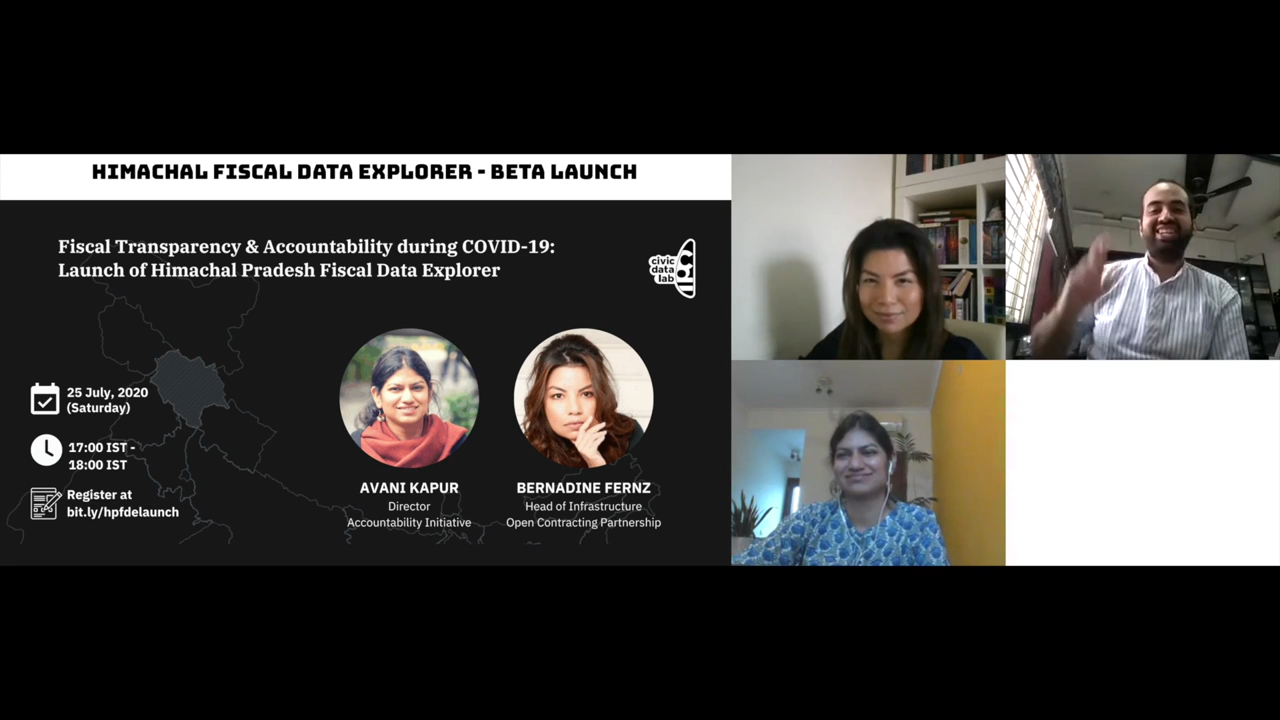 HIMACHAL FISCAL DATA EXPLORER - BETA LAUNCH
Fiscal Transparency & Accountability during COVID-19:
Launch of Himachal Pradesh Fiscal Data Explorer
civic
data
lab
25 July, 2020
(Saturday)
17:00 IST -
18:00 IST
Register at
bit.ly/hpfdelaunch
AVANI KAPUR
Director
Accountability Initiative
BERNADINE FERNZ
Head of Infrastructure
Open Contracting Partnership